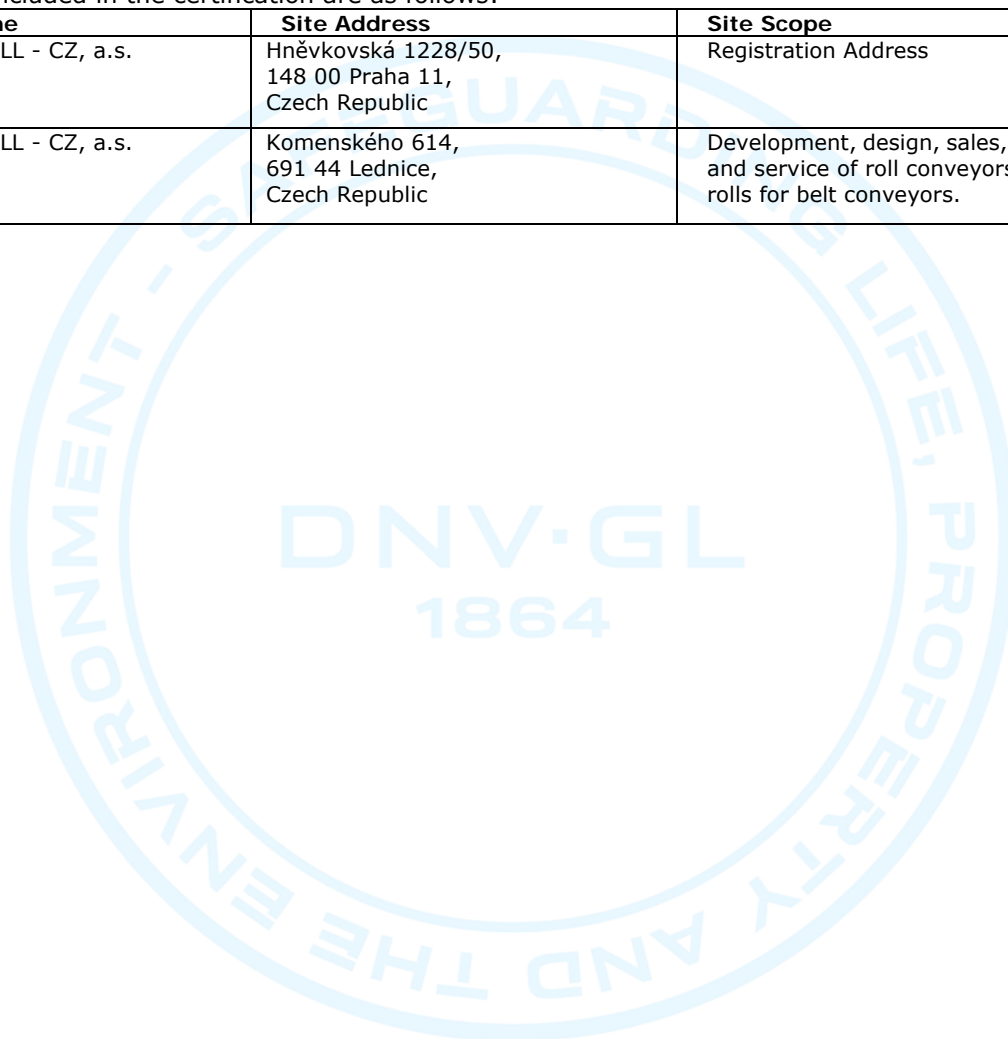 included in the certification are as follows:
Site Address Site Scope
LL - CZ, a.s. Hněvkovská 1228/50, Registration Address
148 00 Praha 11,
Czech Republic
LL - CZ, a.s. Komenského 614, Development, design, sales,
691 44 Lednice, and service of roll conveyors
Czech Republic rolls for belt conveyors.
SAFEGUARDING LIFE, PROPERTY AND THE ENVIRONMENT -
DNV·GL
1864